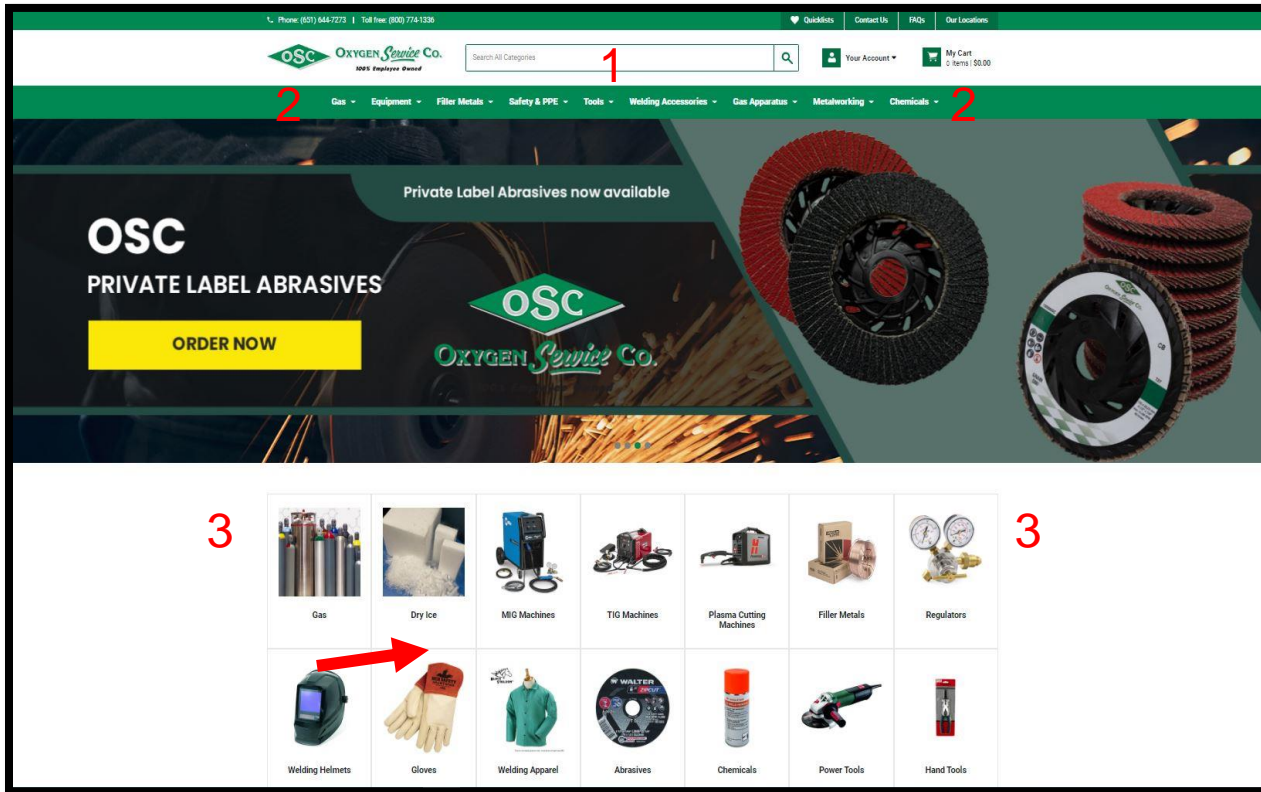 Phone: (651) 644-7273 | Toll free: (800) 774-1336
Quicklists Contact Us FAQs Our Locations
OSC OXYGEN Service Co.
100% Employee Owned
Search All Categories
1
Your Account
My Cart
0 items | $0.00
2 Gas Equipment Filler Metals Safety & PPE Tools Welding Accessories Gas Apparatus Metalworking Chemicals 2
Private Label Abrasives now available
OSC
PRIVATE LABEL ABRASIVES
ORDER NOW
OSC
OXYGEN Service Co.
OSC
3 3
Gas Dry Ice MIG Machines TIG Machines Plasma Cutting Machines Filler Metals Regulators
WALTER
ZIPCUT
Welding Helmets Gloves Welding Apparel Abrasives Chemicals Power Tools Hand Tools